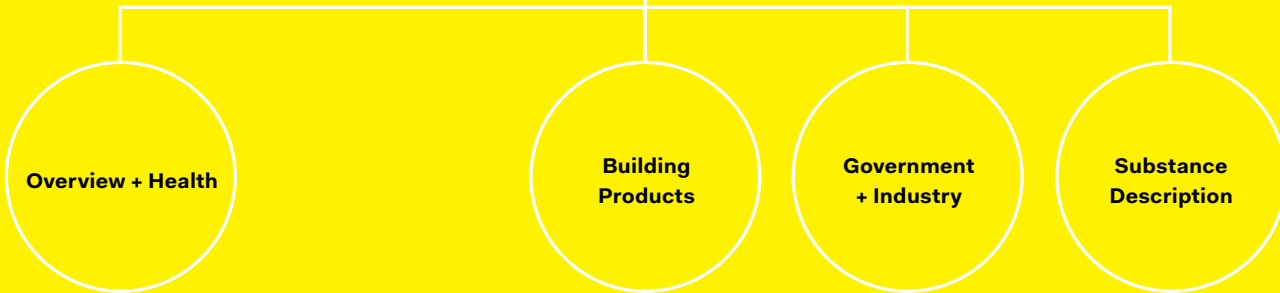 Overview + Health
Building
Products
Government
+ Industry
Substance
Description